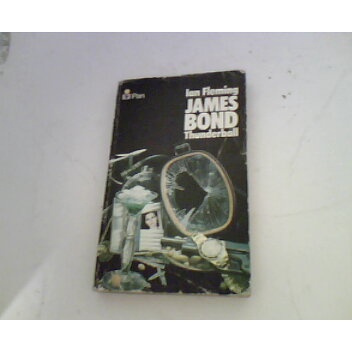 Pan
Ian Fleming
JAMES
BOND
Thunderball